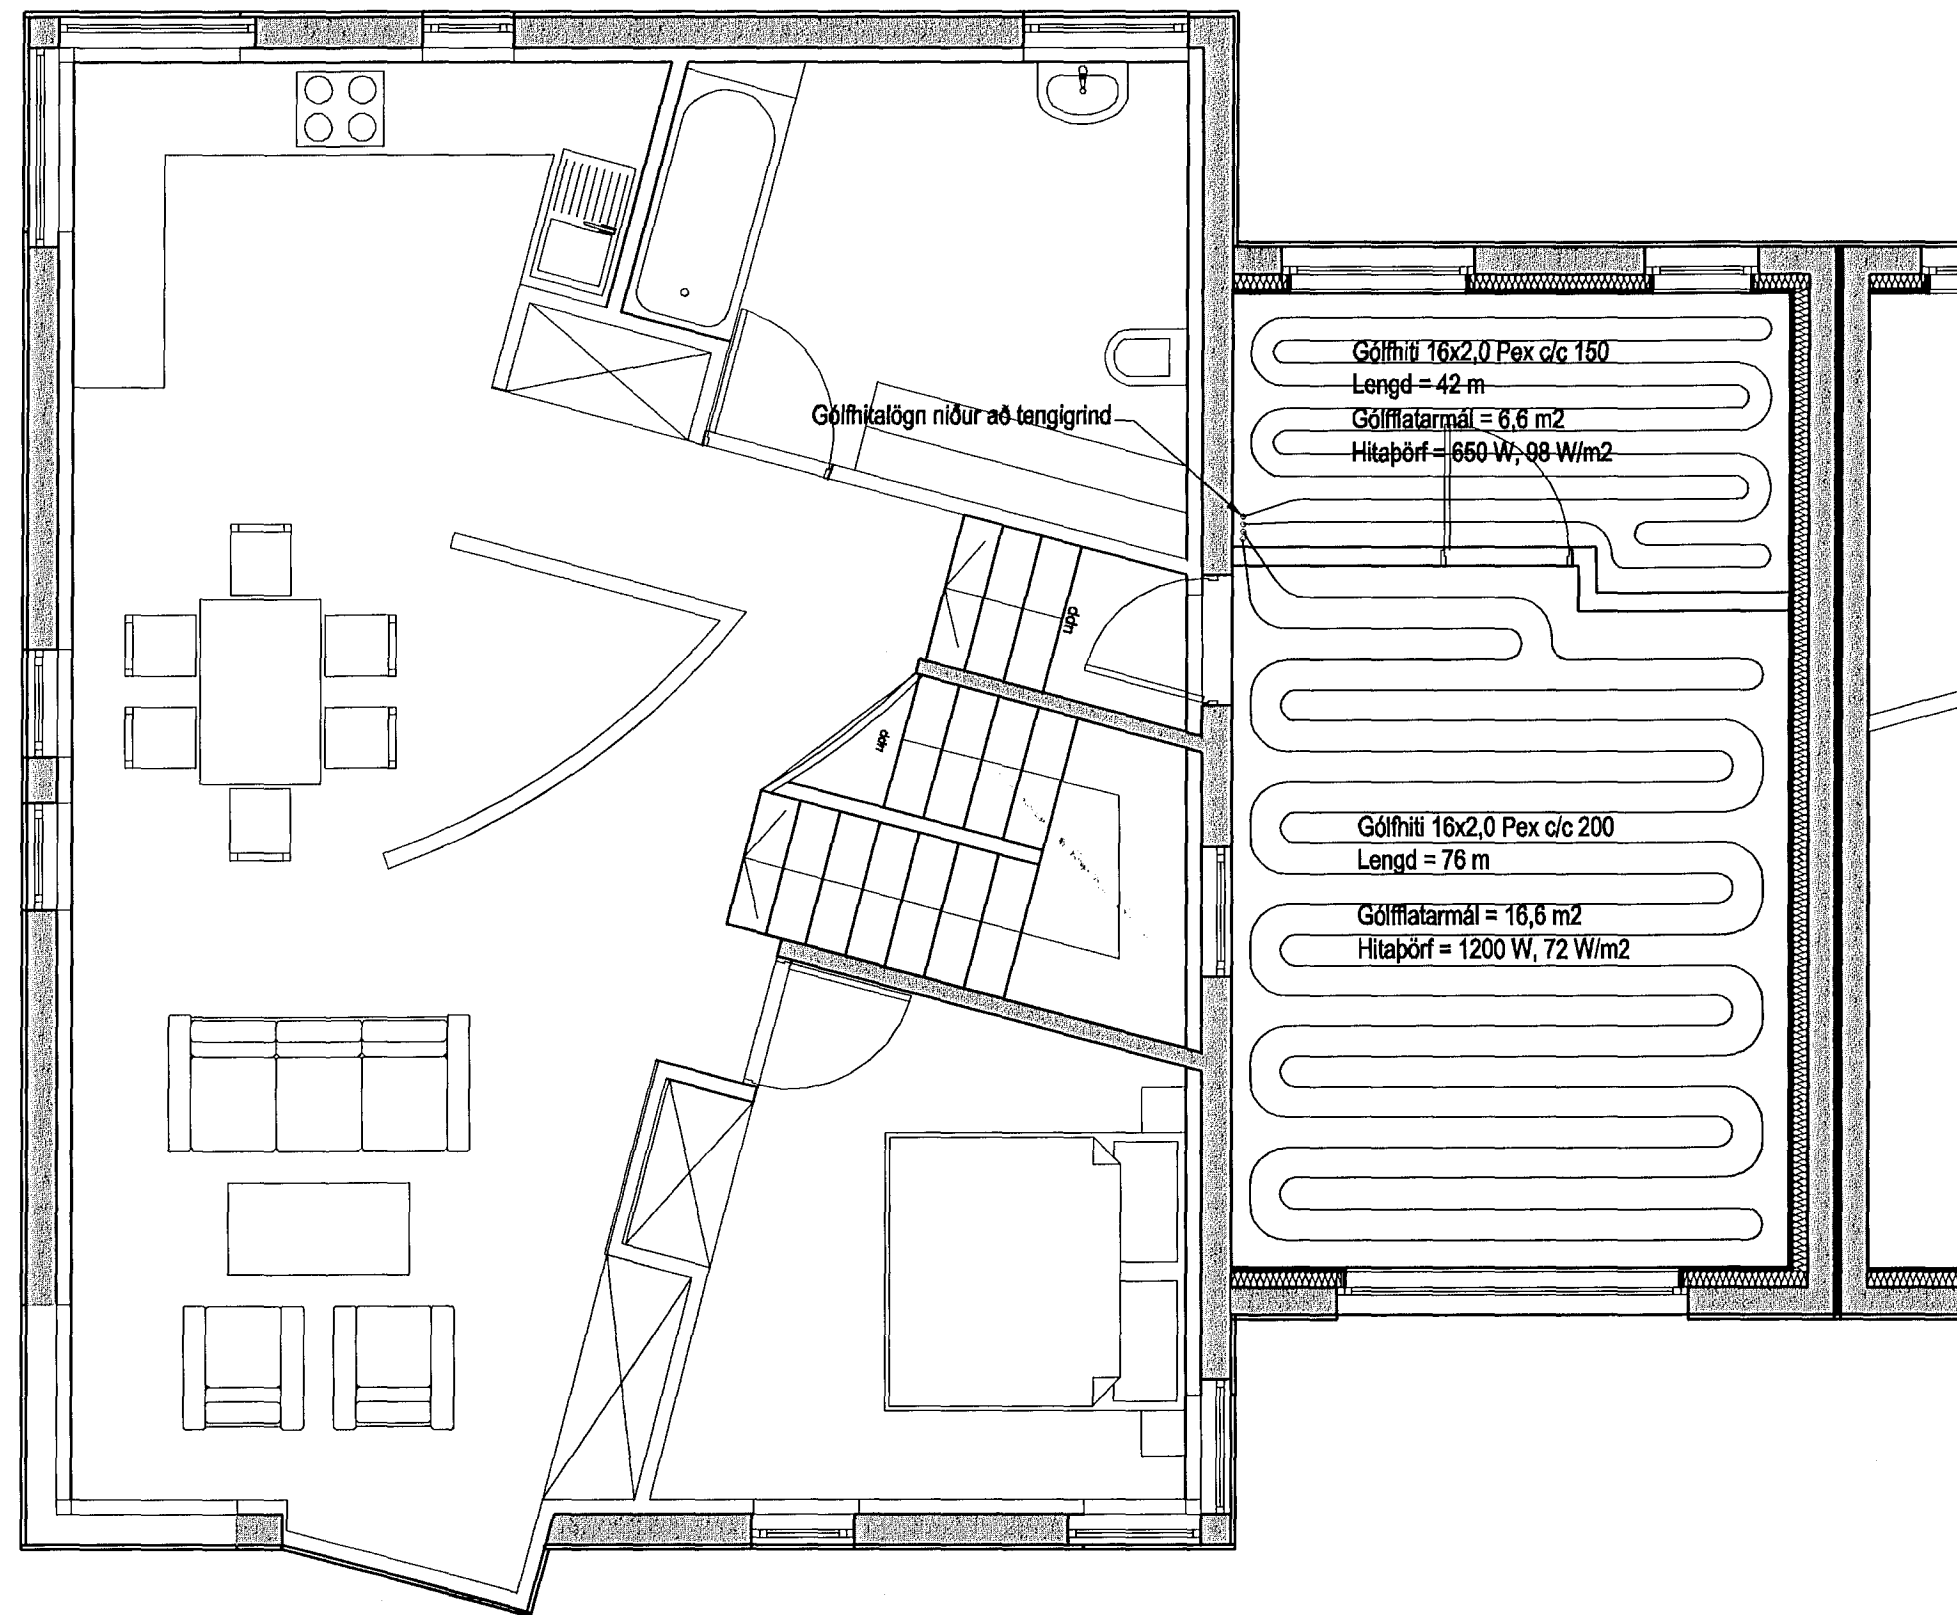 Gólfhiti 16x2,0 Pex c/c 150
Lengd = 42 m
Gólfflatarmál = 6,6 m2
Hitaþörf = 650 W, 98 W/m2
Gólfhitalögn niður að tengigrind
upp
upp
Gólfhiti 16x2,0 Pex c/c 200
Lengd = 76 m
Gólfflatarmál = 16,6 m2
Hitaþörf = 1200 W, 72 W/m2